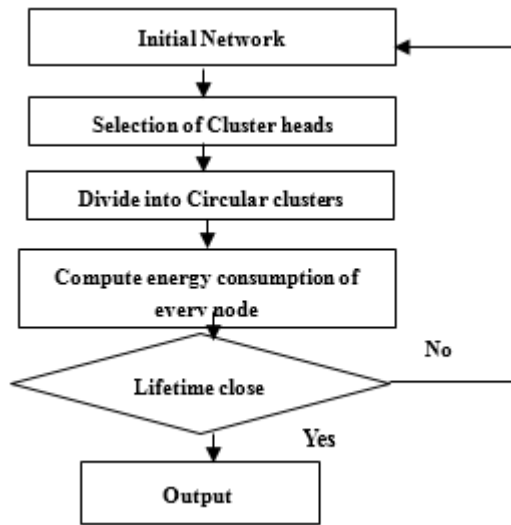 Initial Network
Selection of Cluster heads
Divide into Circular clusters
Compute energy consumption of
every node
No
Lifetime close
Yes
Output